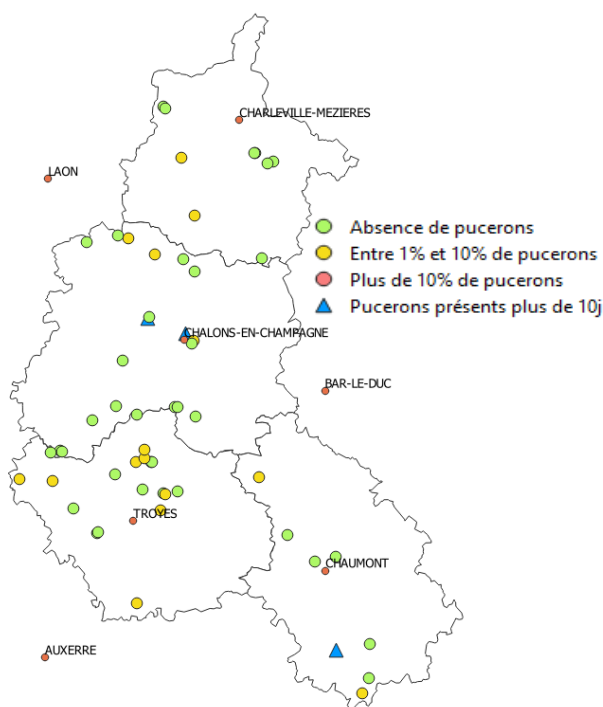 CHARLEVILLE-MEZIERES
LAON
Absence de pucerons
Entre 1% et 10% de pucerons
Plus de 10% de pucerons
Pucerons présents plus de 10j
CHALONS-EN-CHAMPAGNE
BAR-LE-DUC
TROYES
CHAUMONT
AUXERRE